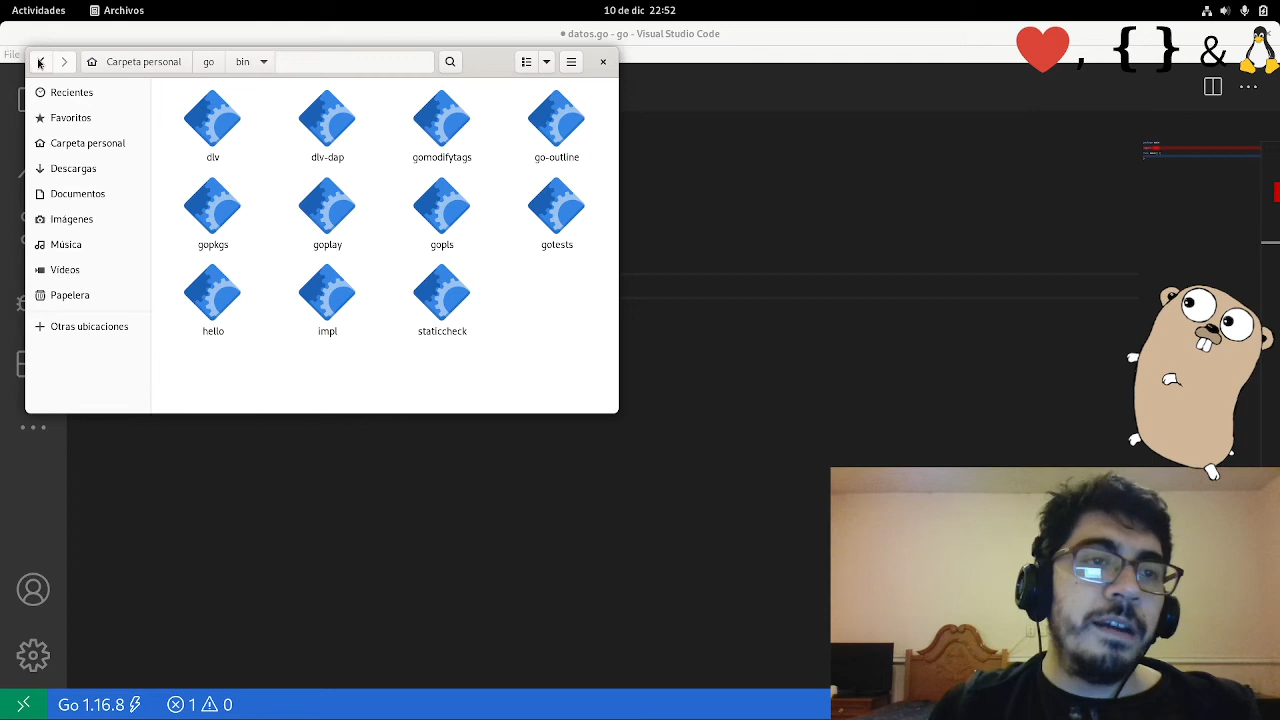 Actividades Archivos 10 de dic 22:52
● datos.go - go - Visual Studio Code
File
, { } &
Carpeta personal go bin
Recientes
Favoritos
Carpeta personal
Descargas
Documentos
Imágenes
Música
Vídeos
Papelera
Otras ubicaciones
dlv dlv-dap gomodifytags go-outline
gopkgs goplay gopls gotests
hello impl staticcheck
Go 1.16.8 1 0